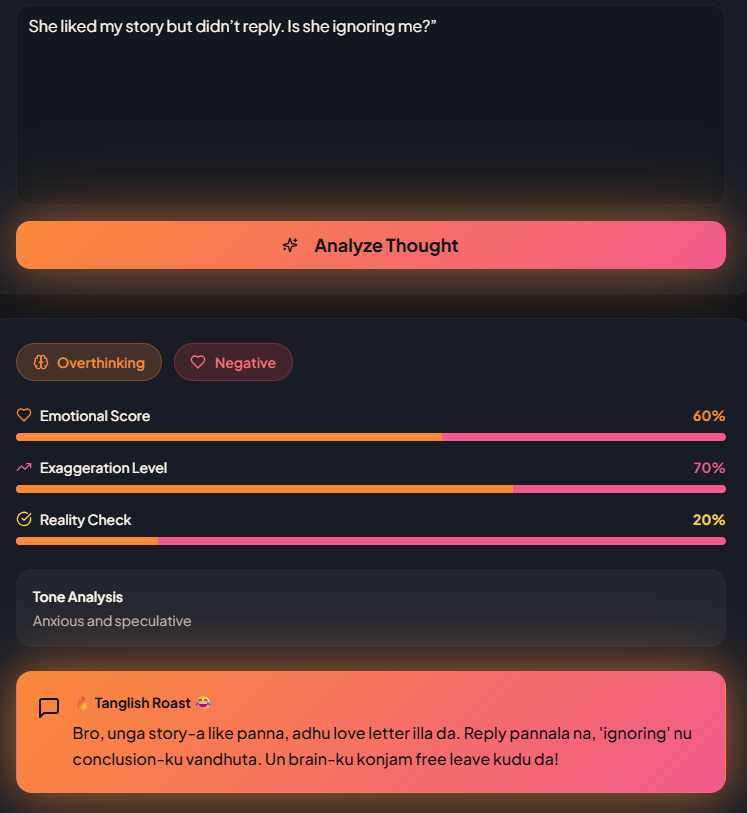 She liked my story but didn’t reply. Is she ignoring me?”
Analyze Thought
Overthinking
Negative
Emotional Score
60%
Exaggeration Level
70%
Reality Check
20%
Tone Analysis
Anxious and speculative
🔥 Tanglish Roast 😂
Bro, unga story-a like panna, adhu love letter illa da. Reply pannala na, 'ignoring' nu
conclusion-ku vandhuta. Un brain-ku konjam free leave kudu da!